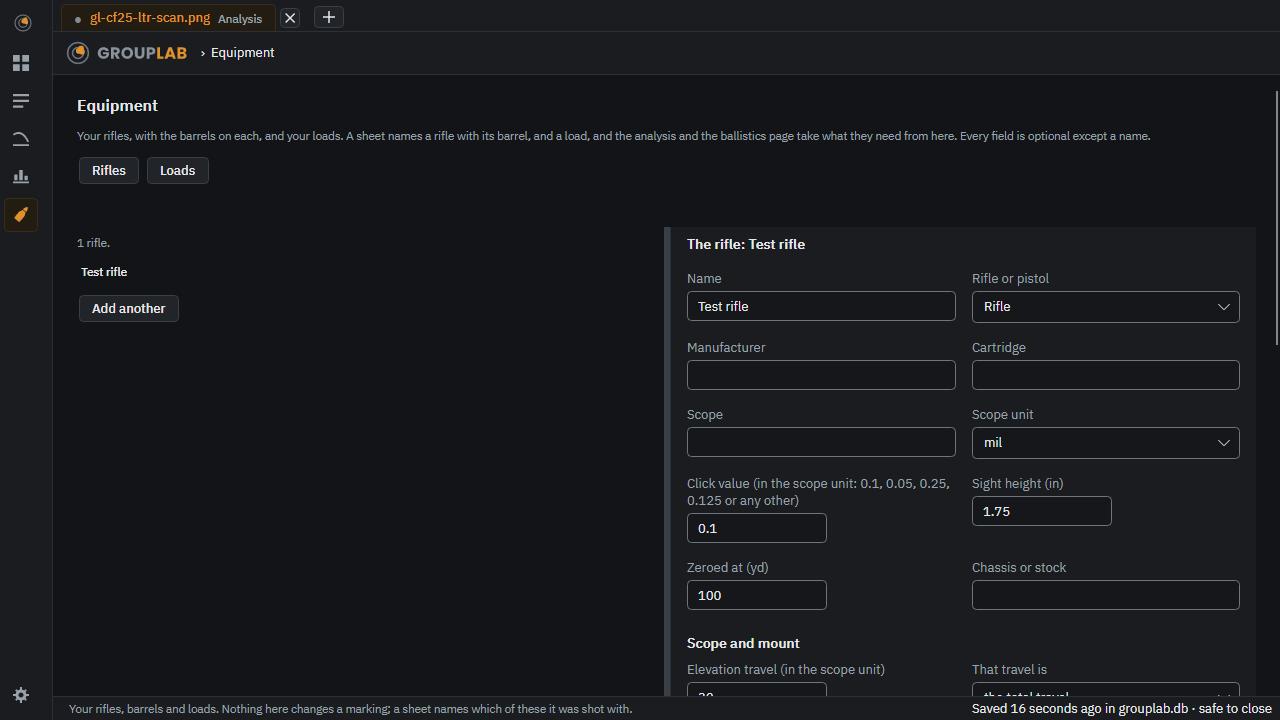 gl-cf25-ltr-scan.png Analysis
GROUPLAB › Equipment
Equipment
Your rifles, with the barrels on each, and your loads. A sheet names a rifle with its barrel, and a load, and the analysis and the ballistics page take what they need from here. Every field is optional except a name.
Rifles Loads
1 rifle.
Test rifle
Add another
The rifle: Test rifle
Name Rifle or pistol
Test rifle Rifle
Manufacturer Cartridge
Scope Scope unit
mil
Click value (in the scope unit: 0.1, 0.05, 0.25,
0.125 or any other)
Sight height (in)
0.1 1.75
Zeroed at (yd) Chassis or stock
100
Scope and mount
Elevation travel (in the scope unit) That travel is
Your rifles, barrels and loads. Nothing here changes a marking; a sheet names which of these it was shot with.
Saved 16 seconds ago in grouplab.db · safe to close